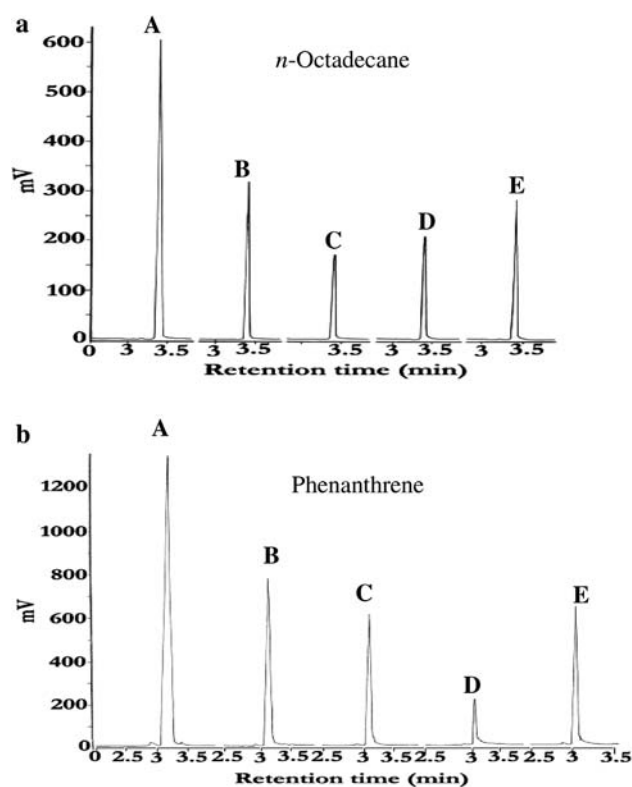 a
A
n-Octadecane
B
C
D
E
mV
600
500
400
300
200
100
0
0 3 3.5 3 3.5 3.5 3 3.5 3 3.5
Retention time (min)
b
A
Phenanthrene
B
C
D
E
mV
1200
1000
800
600
400
200
0
0 2.5 3 3.5 2.5 3 3.5 2.5 3 3.5 2.5 3 3.5 2.5 3 3.5
Retention time (min)